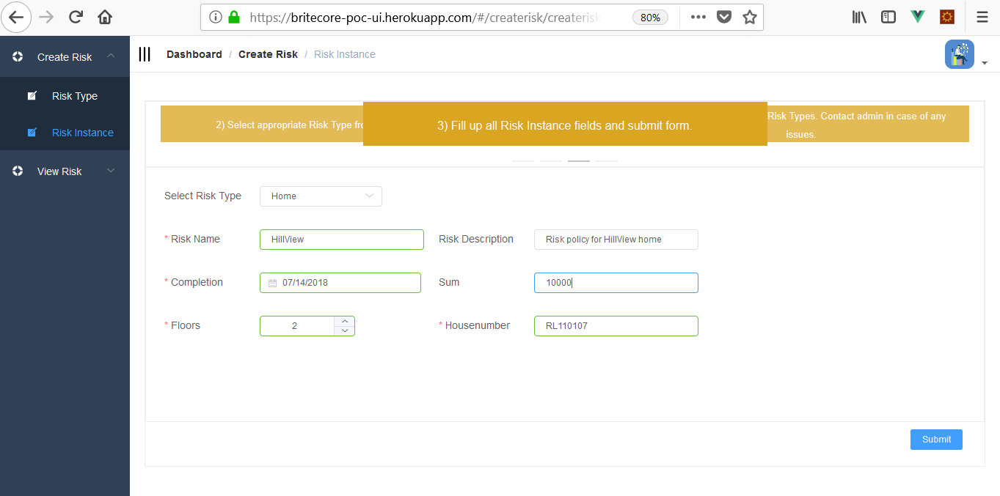 https://britecore-poc-ui.herokuapp.com/#/createrisk/createrisk
80%
Create Risk
Dashboard / Create Risk / Risk Instance
Risk Type
Risk Instance
View Risk
2) Select appropriate Risk Type
3) Fill up all Risk Instance fields and submit form.
Risk Types. Contact admin in case of any
issues.
Select Risk Type
Home
* Risk Name
HillView
Risk Description
Risk policy for HillView home
* Completion
07/14/2018
Sum
10000
* Floors
2
* Housenumber
RL110107
Submit